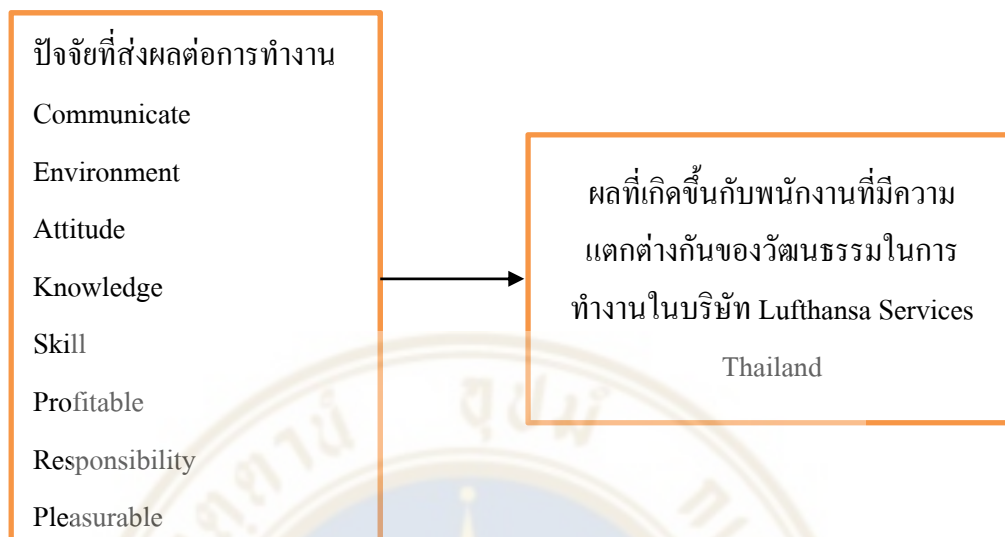 ปัจจัยที่ส่งผลต่อการทำงาน
Communicate
Environment
Attitude
Knowledge
Skill
Profitable
Responsibility
Pleasurable
ผลที่เกิดขึ้นกับพนักงานที่มีความ
แตกต่างกันของวัฒนธรรมในการ
ทำงานในบริษัท Lufthansa Services
Thailand